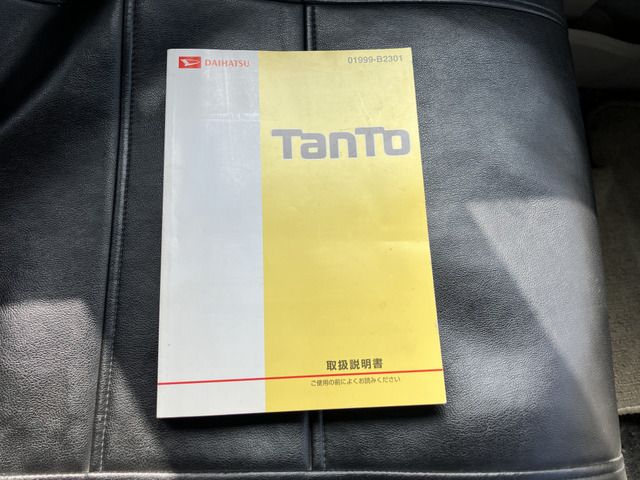 DAIHATSU
01999-B2301
TanTo
取扱説明書
ご使用の前によくお読みください